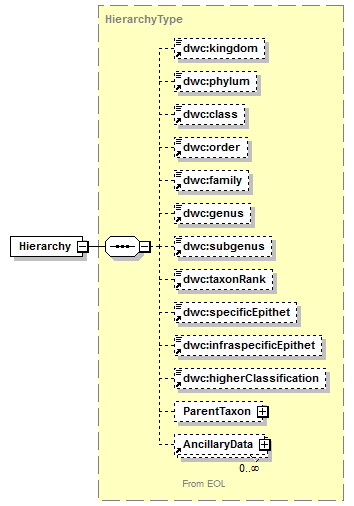 HierarchyType
dwc:kingdom
dwc:phylum
dwc:class
dwc:order
dwc:family
dwc:genus
Hierarchy
dwc:subgenus
dwc:taxonRank
dwc:specificEpithet
dwc:infraspecificEpithet
dwc:higherClassification
ParentTaxon
AncillaryData
0..∞
From EOL